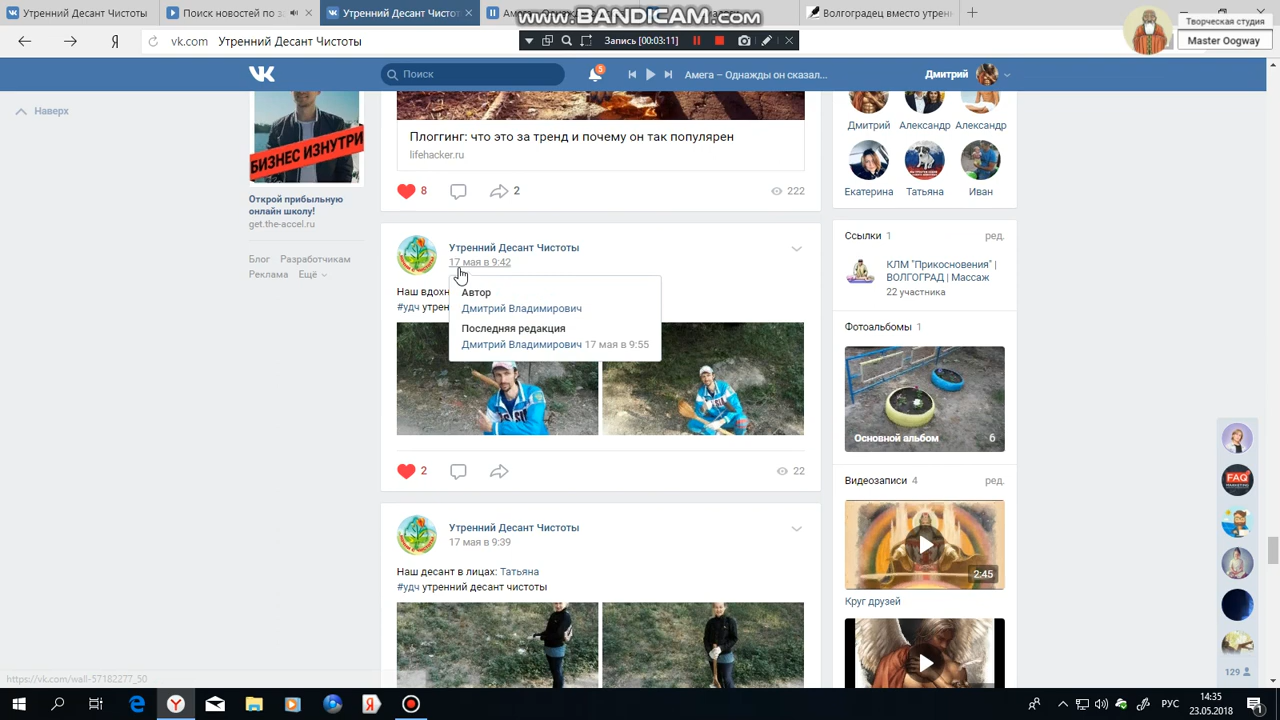 Утренний Десант Чисто
Поиск новостей по з
Утренний Десант Чистот
Волгоградец вместо утрен
www.BANDICAM.com
Запись [00:03:11]
Творческая студия
Master Oogway
vk.com Утренний Десант Чистоты
Поиск
5
Амега – Однажды он сказал...
Дмитрий
Наверх
БИЗНЕС ИЗНУТРИ
Открой прибыльную
онлайн школу!
get.the-accel.ru
Блог Разработчикам
Реклама Ещё
Плоггинг: что это за тренд и почему он так популярен
lifehacker.ru
8
2
222
Утренний Десант Чистоты
17 мая в 9:42
Наш вдохн
#удч утрен
Автор
Дмитрий Владимирович
Последняя редакция
Дмитрий Владимирович 17 мая в 9:55
2
22
Утренний Десант Чистоты
17 мая в 9:39
Наш десант в лицах: Татьяна
#удч утренний десант чистоты
Дмитрий Александр Александр
Екатерина Татьяна Иван
Ссылки 1 ред.
КЛМ "Прикосновения" |
ВОЛГОГРАД | Массаж
22 участника
Фотоальбомы 1
Основной альбом 6
Видеозаписи 4 ред.
2:45
Круг друзей
FAQ
129
https://vk.com/wall-57182277_50
РУС
14:35
23.05.2018
1